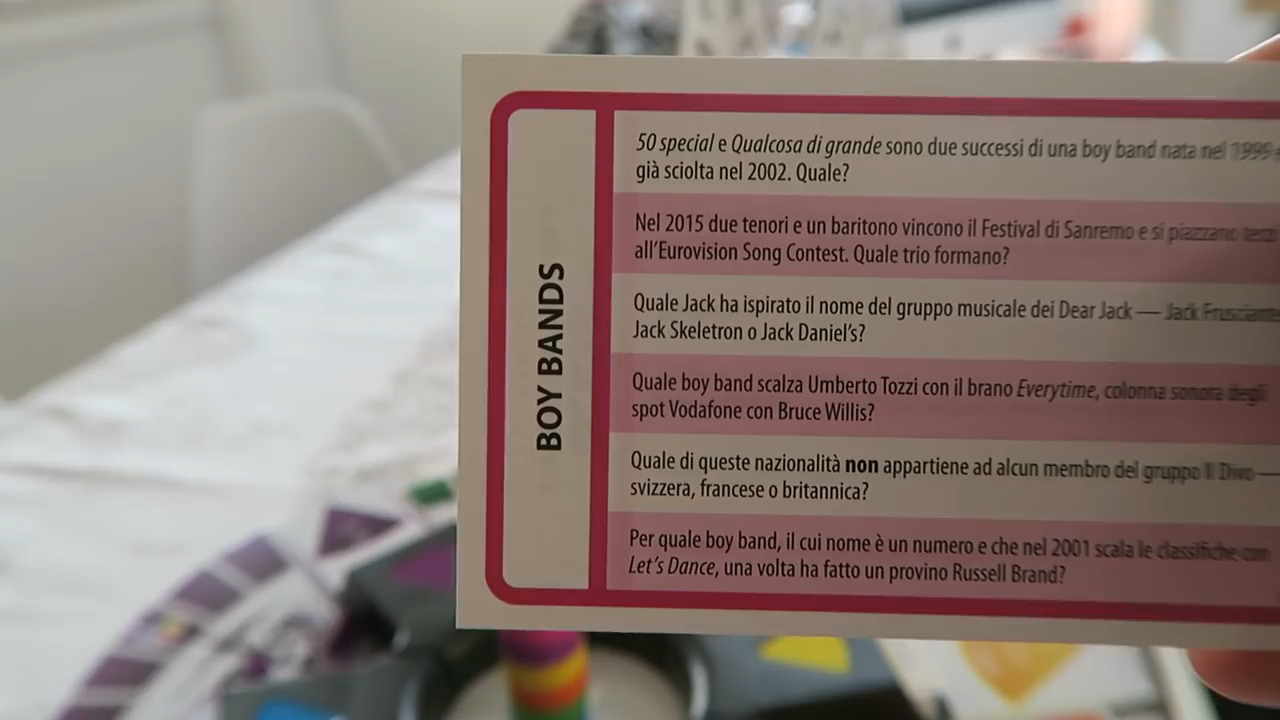 BOY BANDS
50 special e Qualcosa di grande sono due successi di una boy band nata nel 1999 e
già sciolta nel 2002. Quale?
Nel 2015 due tenori e un baritono vincono il Festival di Sanremo e si piazzano terzi
all'Eurovision Song Contest. Quale trio formano?
Quale Jack ha ispirato il nome del gruppo musicale dei Dear Jack — Jack Frusciante
Jack Skeletron o Jack Daniel's?
Quale boy band scalza Umberto Tozzi con il brano Everytime, colonna sonora degli
spot Vodafone con Bruce Willis?
Quale di queste nazionalità non appartiene ad alcun membro del gruppo Il Divo —
svizzera, francese o britannica?
Per quale boy band, il cui nome è un numero e che nel 2001 scala le classifiche con
Let's Dance, una volta ha fatto un provino Russell Brand?